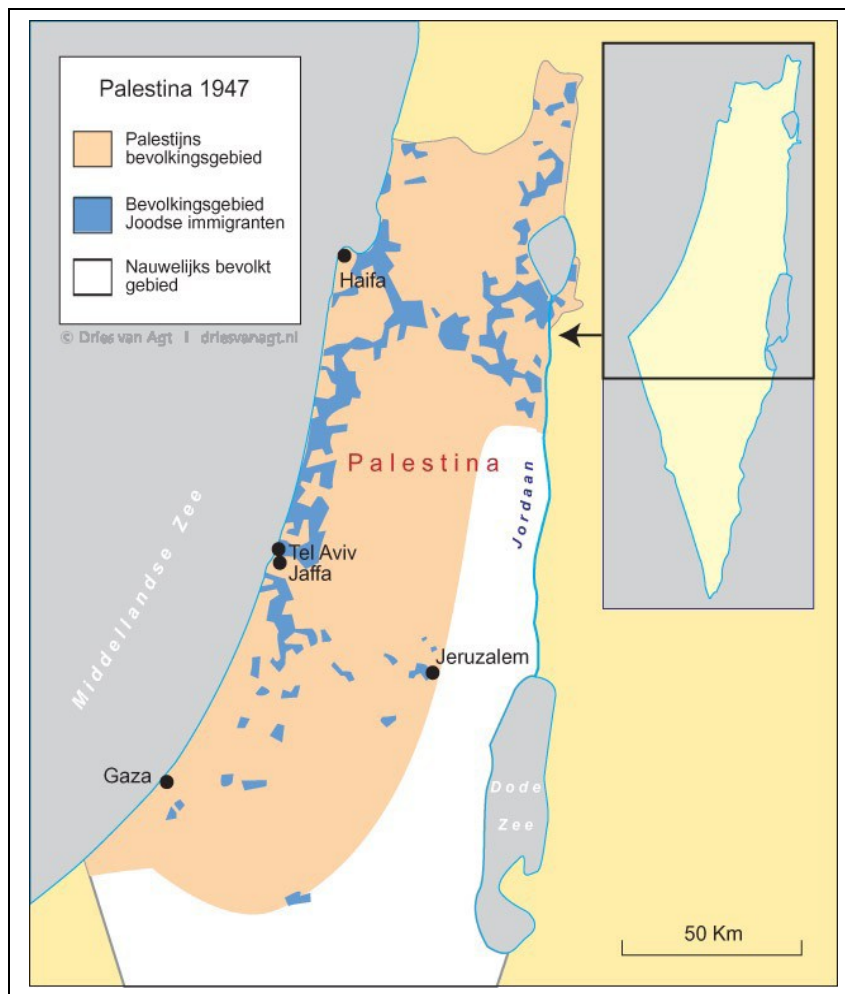 Palestina 1947
Palestijns
bevolkingsgebied
Bevolkingsgebied
Joodse immigranten
Nauwelijks bevolkt
gebied
© Dries van Agt I driesvanagt.nl
Haifa
Palestina
Jordaan
Middellandse Zee
Tel Aviv
Jaffa
Jeruzalem
Gaza
Dode
Zee
50 Km